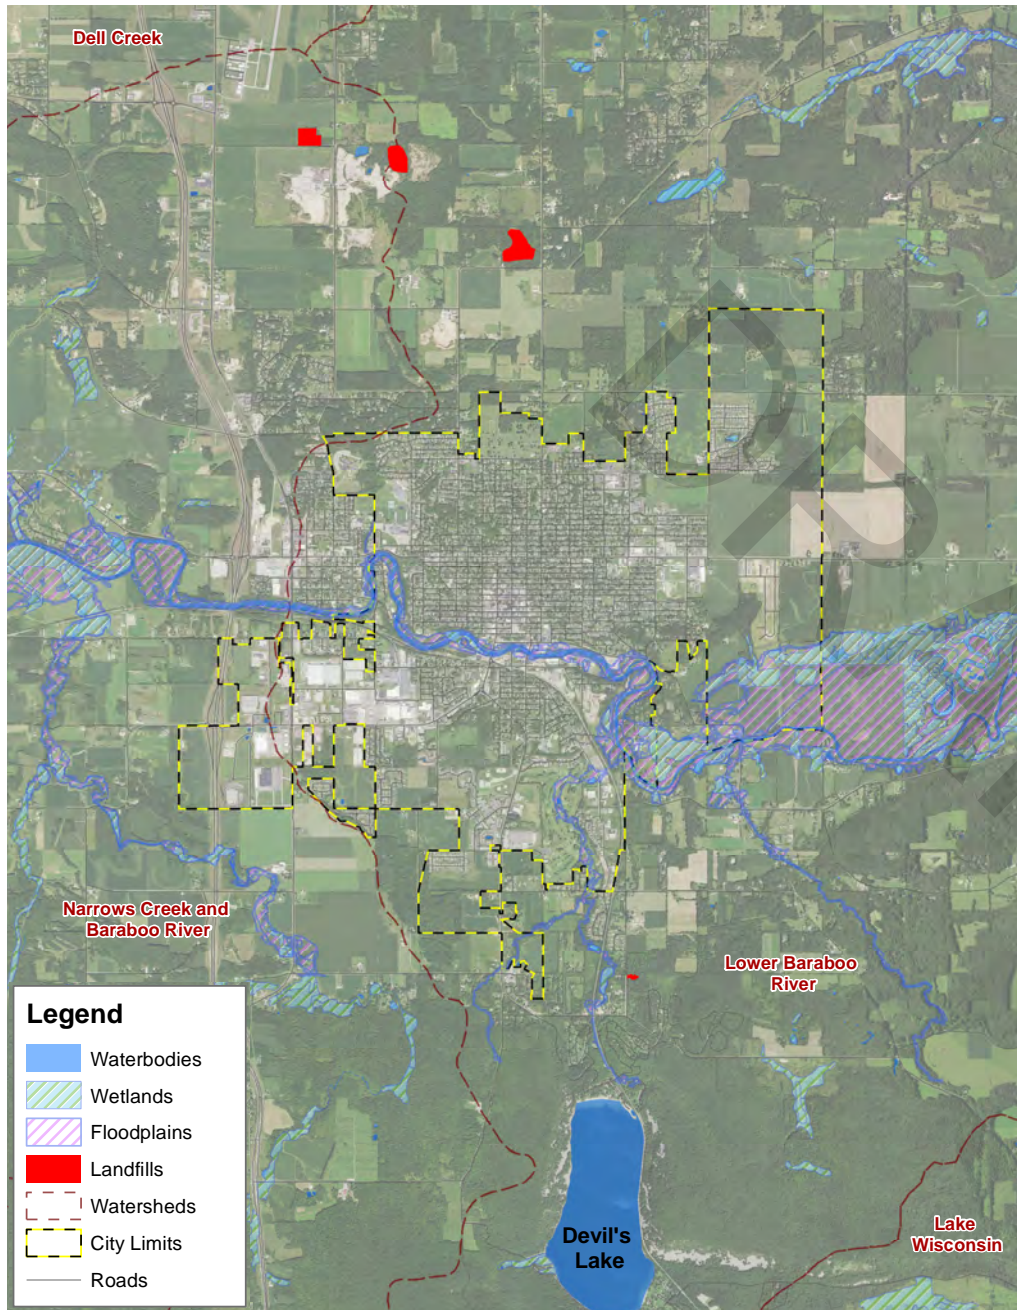 Dell Creek
Narrows Creek and
Baraboo River
Lower Baraboo
River
Legend
Waterbodies
Wetlands
Floodplains
Landfills
Watersheds
City Limits
Roads
Devil's
Lake
Lake
Wisconsin